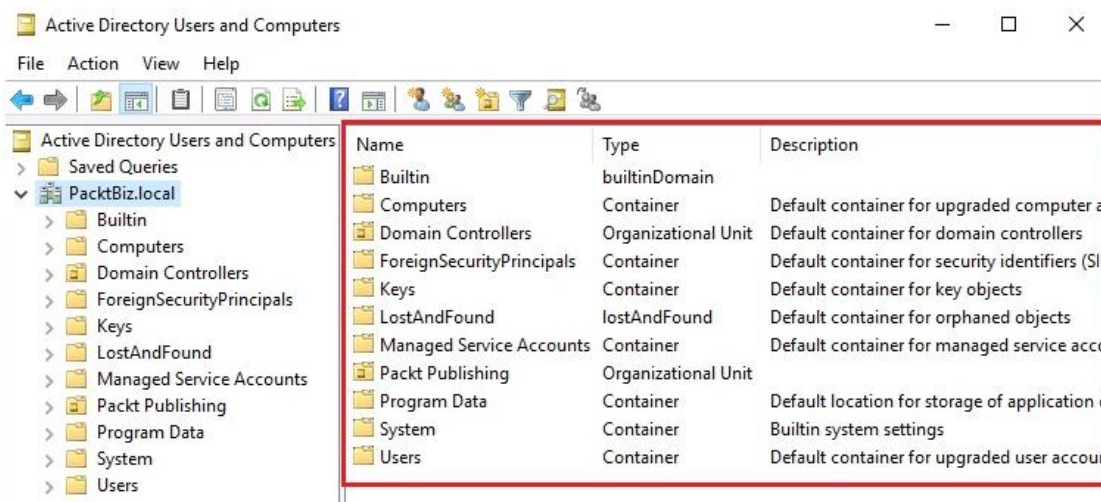 Active Directory Users and Computers
File Action View Help
Active Directory Users and Computers
Saved Queries
PacktBiz.local
Builtin
Computers
Domain Controllers
ForeignSecurityPrincipals
Keys
LostAndFound
Managed Service Accounts
Packt Publishing
Program Data
System
Users
Name Type Description
Builtin builtinDomain
Computers Container Default container for upgraded computer a
Domain Controllers Organizational Unit Default container for domain controllers
ForeignSecurityPrincipals Container Default container for security identifiers (SI
Keys Container Default container for key objects
LostAndFound lostAndFound Default container for orphaned objects
Managed Service Accounts Container Default container for managed service acco
Packt Publishing Organizational Unit
Program Data Container Default location for storage of application
System Container Builtin system settings
Users Container Default container for upgraded user accour